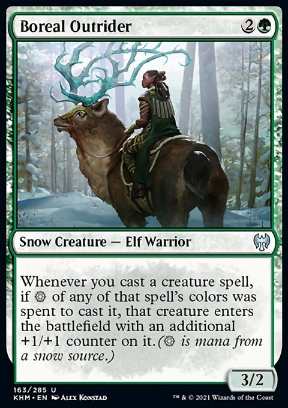 Boreal Outrider 2
Snow Creature — Elf Warrior
Whenever you cast a creature spell,
if of any of that spell's colors was
spent to cast it, that creature enters
the battlefield with an additional
+1/+1 counter on it. ( is mana from
a snow source.)
163/285 U
KHM • EN Alex Konstad
™ & © 2021 Wizards of the Coast
3/2